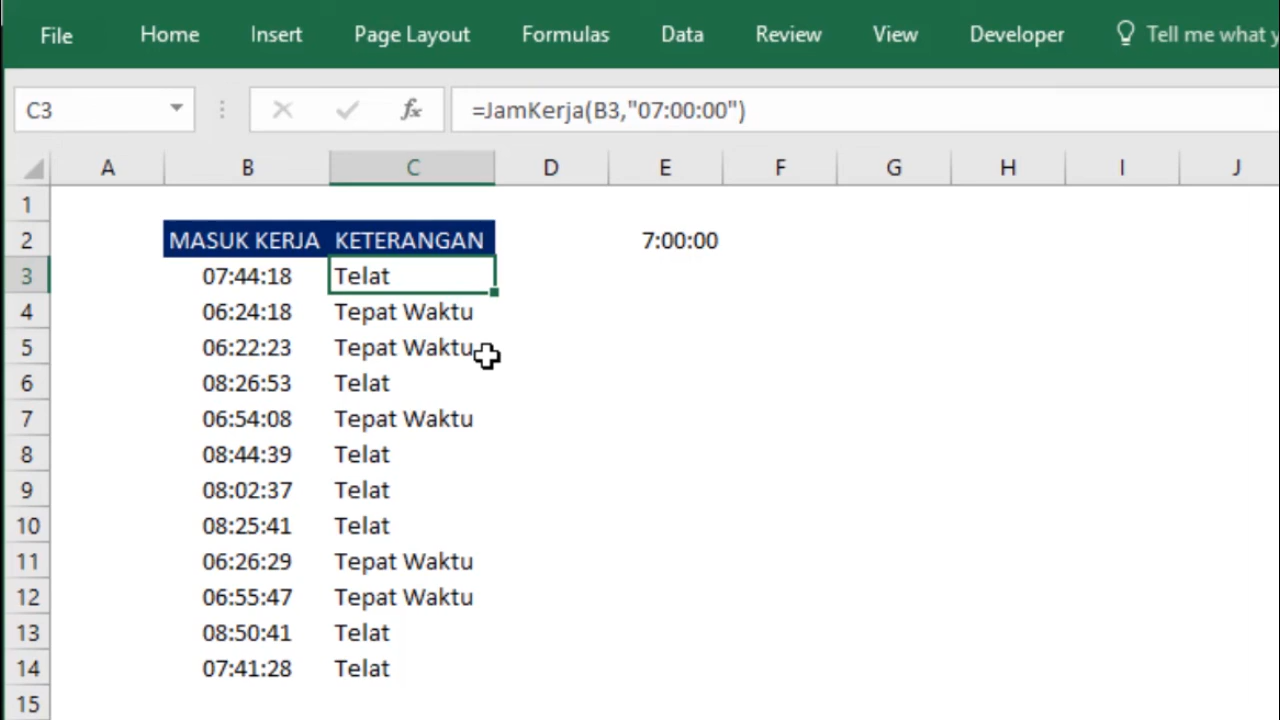 File Home Insert Page Layout Formulas Data Review View Developer Tell me what y
C3 fx =JamKerja(B3,"07:00:00")
A B C D E F G H I J
1
2 MASUK KERJA KETERANGAN 7:00:00
3 07:44:18 Telat
4 06:24:18 Tepat Waktu
5 06:22:23 Tepat Waktu
6 08:26:53 Telat
7 06:54:08 Tepat Waktu
8 08:44:39 Telat
9 08:02:37 Telat
10 08:25:41 Telat
11 06:26:29 Tepat Waktu
12 06:55:47 Tepat Waktu
13 08:50:41 Telat
14 07:41:28 Telat
15